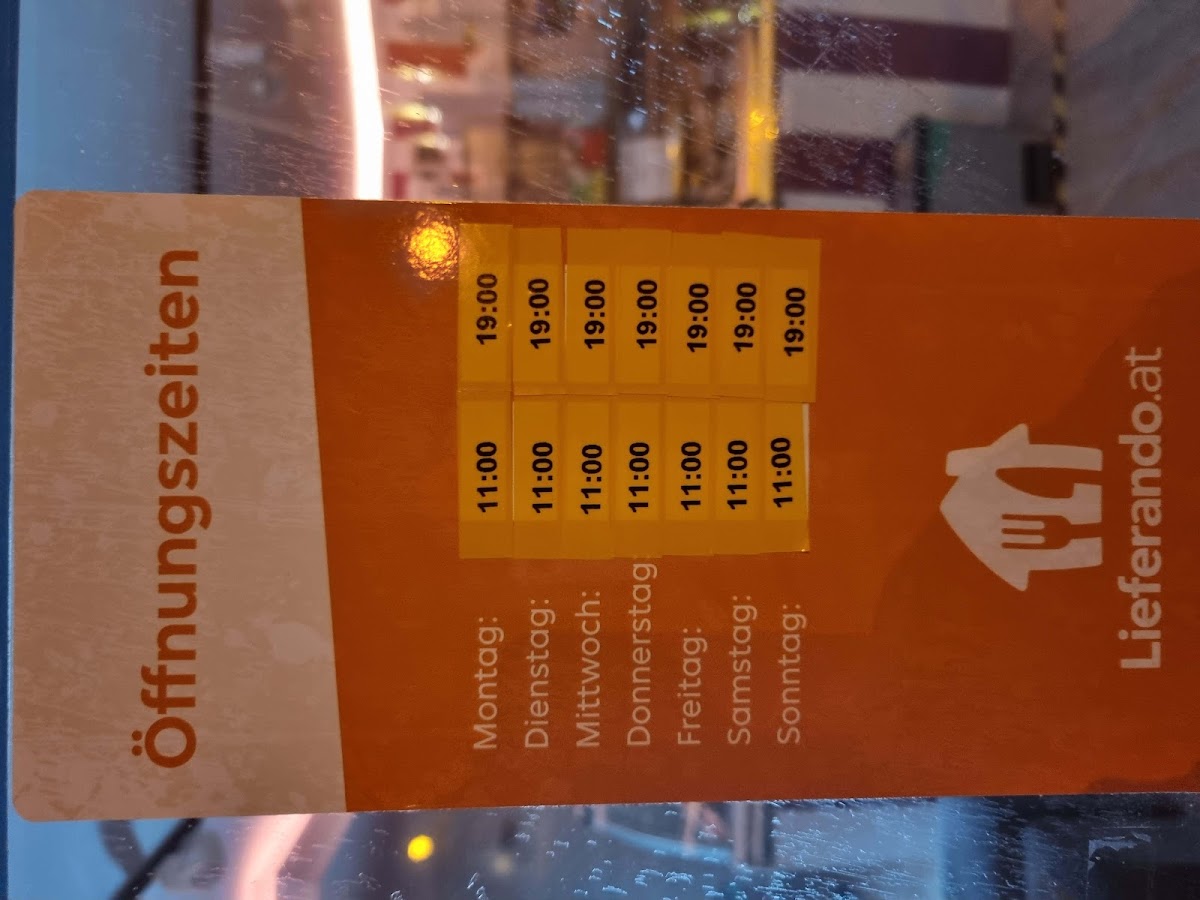 Öffnungszeiten
Montag: 11:00 19:00
Dienstag: 11:00 19:00
Mittwoch: 11:00 19:00
Donnerstag: 11:00 19:00
Freitag: 11:00 19:00
Samstag: 11:00 19:00
Sonntag: 11:00 19:00
Lieferando.at